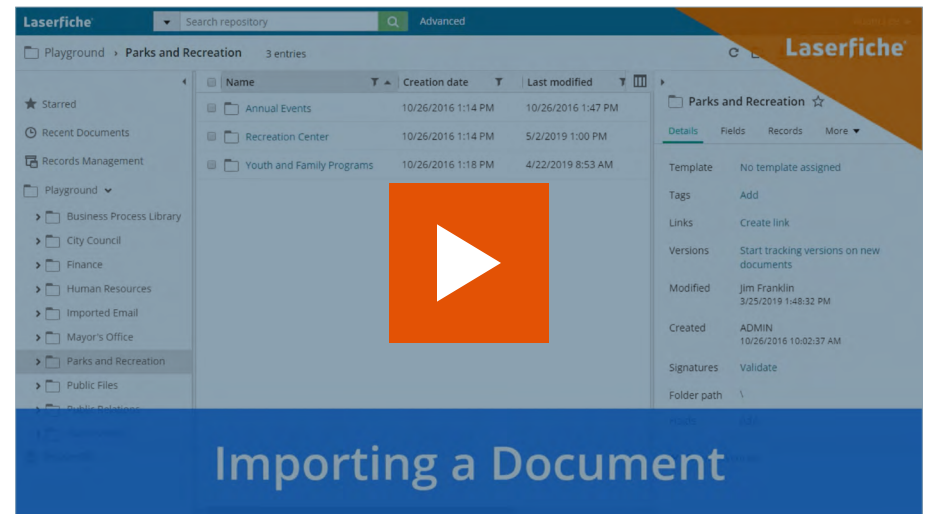 Laserfiche
Search repository
Advanced
Laserfiche
Playground › Parks and Recreation 3 entries
Name Creation date Last modified
Annual Events 10/26/2016 1:14 PM 10/26/2016 1:47 PM
Recreation Center 10/26/2016 1:14 PM 5/2/2019 1:00 PM
Youth and Family Programs 10/26/2016 1:18 PM 4/22/2019 8:53 AM
Starred
Recent Documents
Records Management
Playground
Business Process Library
City Council
Finance
Human Resources
Imported Email
Mayor's Office
Parks and Recreation
Public Files
Public Relations
Parks and Recreation
Details Fields Records More
Template No template assigned
Tags Add
Links Create link
Versions Start tracking versions on new
documents
Modified Jim Franklin
3/25/2019 1:48:32 PM
Created ADMIN
10/26/2016 10:02:37 AM
Signatures Validate
Folder path \
Importing a Document